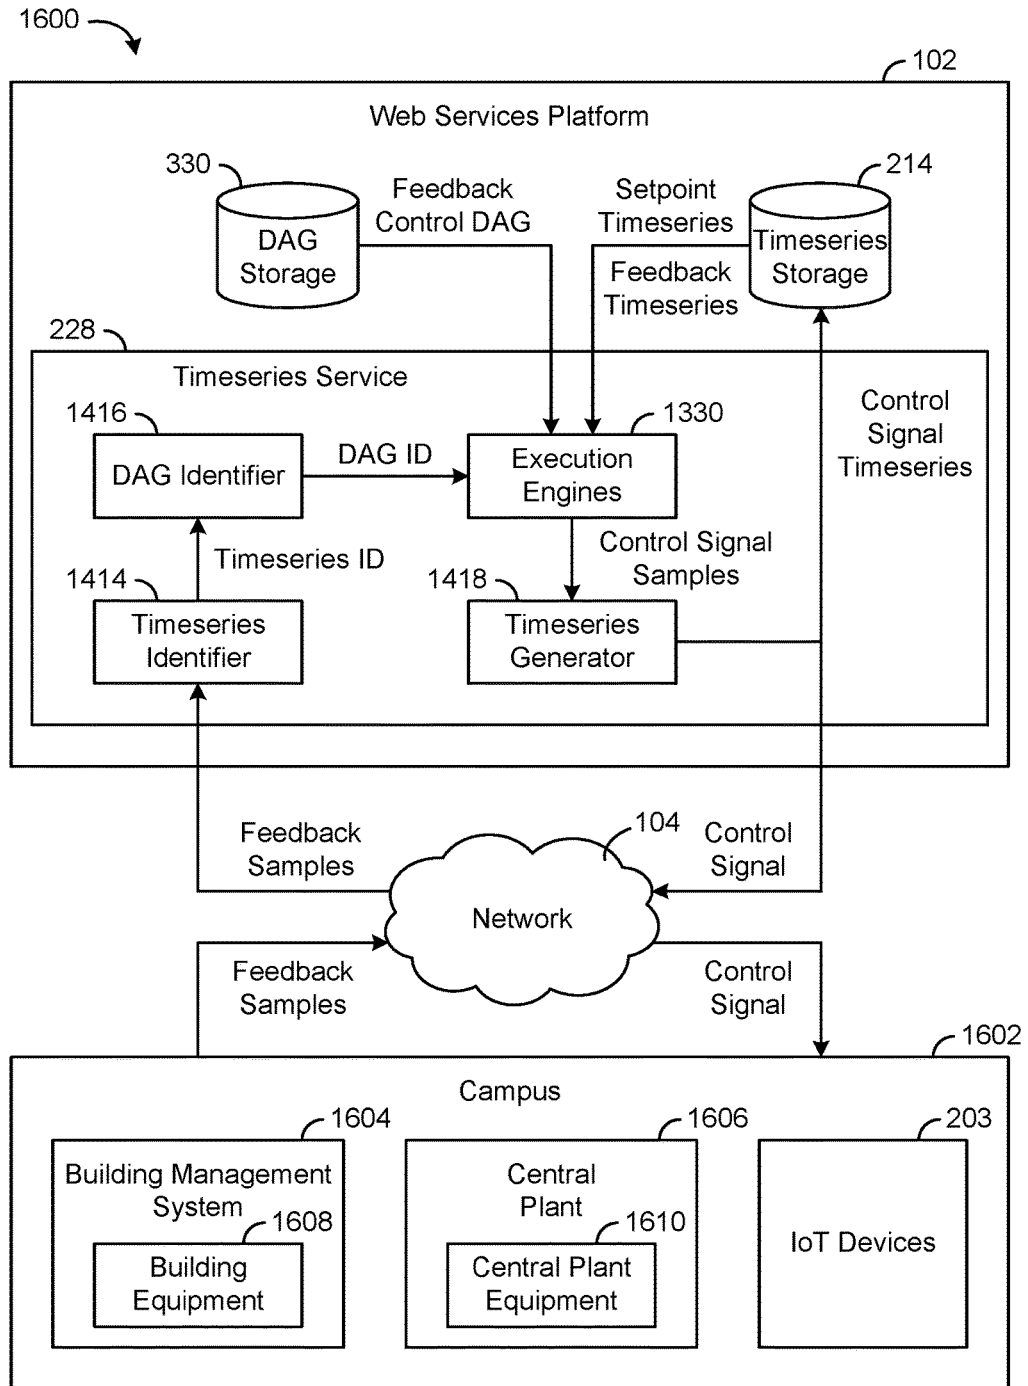 1600
102
Web Services Platform
330
214
Feedback
Control DAG
Setpoint
Timeseries
DAG
Storage
Timeseries
Storage
Feedback
Timeseries
228
Timeseries Service
1416
1330
Control
Signal
Timeseries
DAG Identifier
DAG ID
Execution
Engines
Timeseries ID
Control Signal
Samples
1414
1418
Timeseries
Identifier
Timeseries
Generator
Feedback
Samples
104
Control
Signal
Network
Feedback
Samples
Control
Signal
1602
Campus
1604
1606
203
Building Management
System
Central
Plant
1608
1610
IoT Devices
Building
Equipment
Central Plant
Equipment